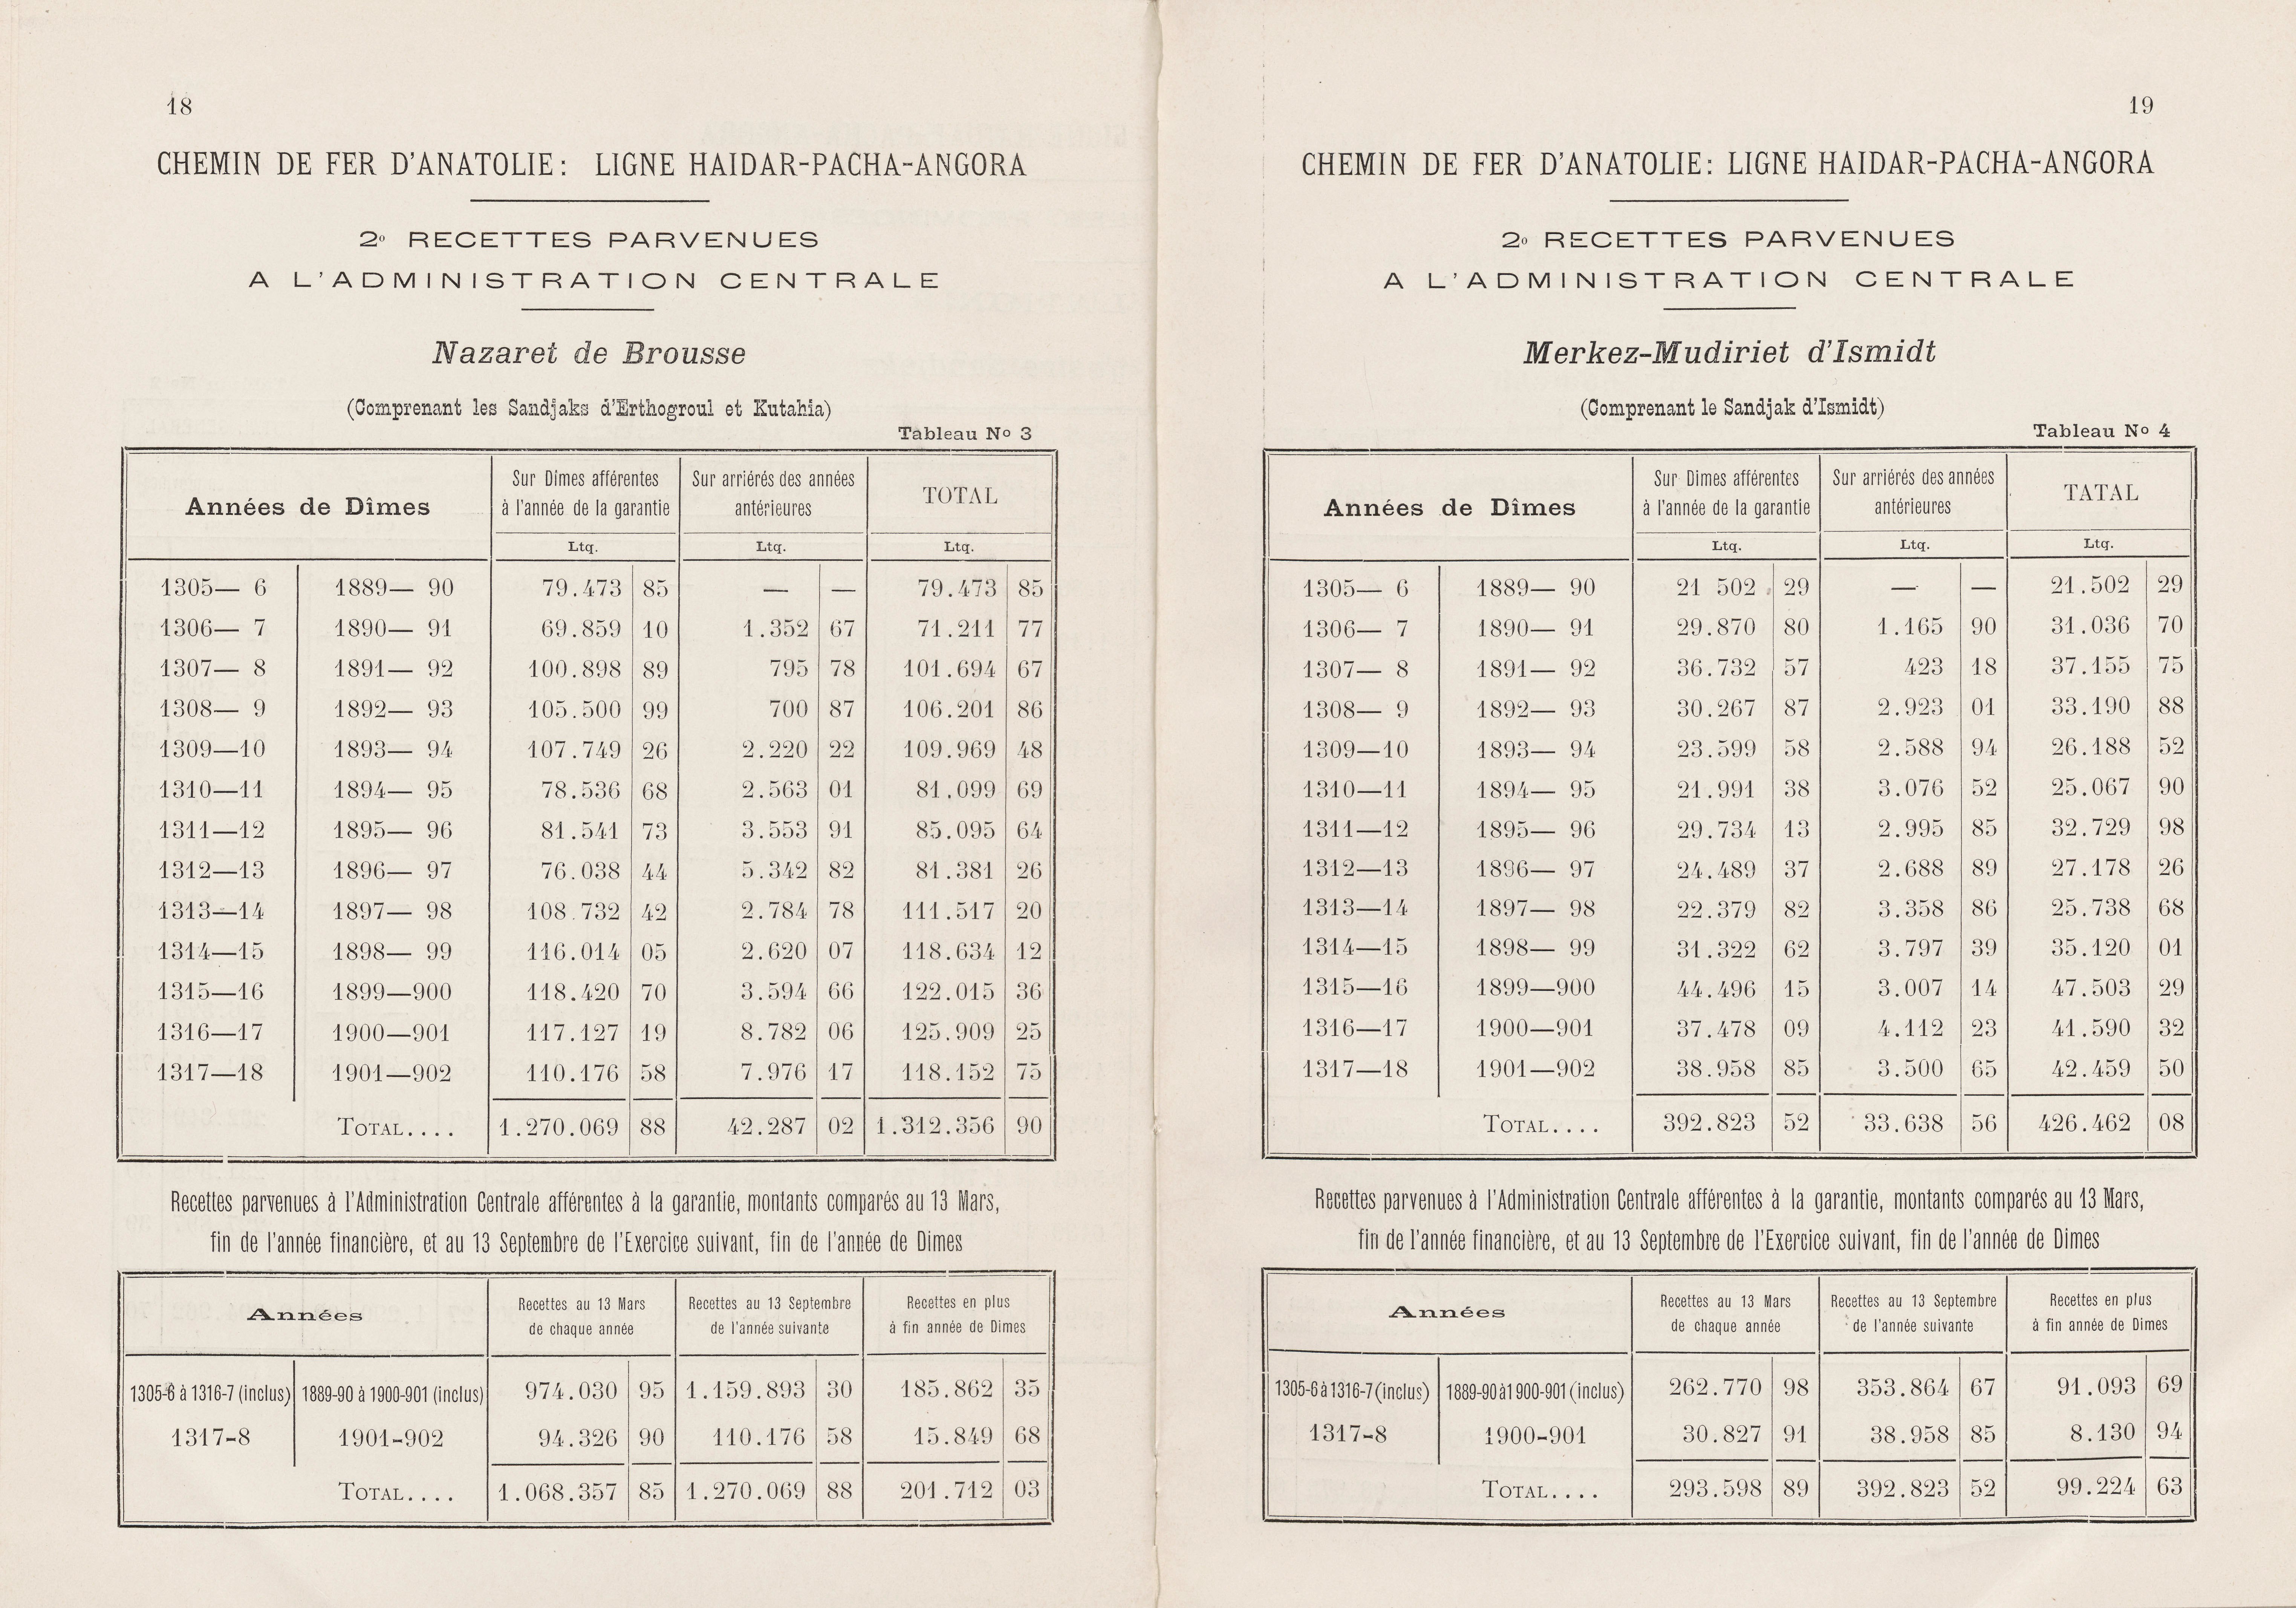 18
CHEMIN DE FER D'ANATOLIE: LIGNE HAIDAR-PACHA-ANGORA
2º RECETTES PARVENUES
A L'ADMINISTRATION CENTRALE
Nazaret de Brousse
(Comprenant les Sandjaks d'Erthogroul et Kutahia)
Tableau Nº 3
Années de Dîmes | Sur Dîmes afférentes à l'année de la garantie | Sur arriérés des années antérieures | TOTAL
Ltq. | Ltq. | Ltq.
1305— 6 | 1889— 90 | 79.473 | 85 | — | — | 79.473 | 85
1306— 7 | 1890— 91 | 69.859 | 10 | 1.352 | 67 | 71.211 | 77
1307— 8 | 1891— 92 | 100.898 | 89 | 795 | 78 | 101.694 | 67
1308— 9 | 1892— 93 | 105.500 | 99 | 700 | 87 | 106.201 | 86
1309—10 | 1893— 94 | 107.749 | 26 | 2.220 | 22 | 109.969 | 48
1310—11 | 1894— 95 | 78.536 | 68 | 2.563 | 01 | 81.099 | 69
1311—12 | 1895— 96 | 81.541 | 73 | 3.553 | 91 | 85.095 | 64
1312—13 | 1896— 97 | 76.038 | 44 | 5.342 | 82 | 81.381 | 26
1313—14 | 1897— 98 | 108.732 | 42 | 2.784 | 78 | 111.517 | 20
1314—15 | 1898— 99 | 116.014 | 05 | 2.620 | 07 | 118.634 | 12
1315—16 | 1899—900 | 118.420 | 70 | 3.594 | 66 | 122.015 | 36
1316—17 | 1900—901 | 117.127 | 19 | 8.782 | 06 | 125.909 | 25
1317—18 | 1901—902 | 110.176 | 58 | 7.976 | 17 | 118.152 | 75
TOTAL.... | 1.270.069 | 88 | 42.287 | 02 | 1.312.356 | 90
Recettes parvenues à l'Administration Centrale afférentes à la garantie, montants comparés au 13 Mars,
fin de l'année financière, et au 13 Septembre de l'Exercice suivant, fin de l'année de Dimes
Années | Recettes au 13 Mars de chaque année | Recettes au 13 Septembre de l'année suivante | Recettes en plus à fin année de Dimes
1305-6 à 1316-7 (inclus) | 1889-90 à 1900-901 (inclus) | 974.030 | 95 | 1.159.893 | 30 | 185.862 | 35
1317-8 | 1901-902 | 94.326 | 90 | 110.176 | 58 | 15.849 | 68
TOTAL.... | 1.068.357 | 85 | 1.270.069 | 88 | 201.712 | 03
19
CHEMIN DE FER D'ANATOLIE: LIGNE HAIDAR-PACHA-ANGORA
2º RECETTES PARVENUES
A L'ADMINISTRATION CENTRALE
Merkez-Mudiriet d'Ismidt
(Comprenant le Sandjak d'Ismidt)
Tableau Nº 4
Années de Dîmes | Sur Dîmes afférentes à l'année de la garantie | Sur arriérés des années antérieures | TATAL
Ltq. | Ltq. | Ltq.
1305— 6 | 1889— 90 | 21 502 | 29 | — | — | 21.502 | 29
1306— 7 | 1890— 91 | 29.870 | 80 | 1.165 | 90 | 31.036 | 70
1307— 8 | 1891— 92 | 36.732 | 57 | 423 | 18 | 37.155 | 75
1308— 9 | 1892— 93 | 30.267 | 87 | 2.923 | 01 | 33.190 | 88
1309—10 | 1893— 94 | 23.599 | 58 | 2.588 | 94 | 26.188 | 52
1310—11 | 1894— 95 | 21.991 | 38 | 3.076 | 52 | 25.067 | 90
1311—12 | 1895— 96 | 29.734 | 13 | 2.995 | 85 | 32.729 | 98
1312—13 | 1896— 97 | 24.489 | 37 | 2.688 | 89 | 27.178 | 26
1313—14 | 1897— 98 | 22.379 | 82 | 3.358 | 86 | 25.738 | 68
1314—15 | 1898— 99 | 31.322 | 62 | 3.797 | 39 | 35.120 | 01
1315—16 | 1899—900 | 44.496 | 15 | 3.007 | 14 | 47.503 | 29
1316—17 | 1900—901 | 37.478 | 09 | 4.112 | 23 | 41.590 | 32
1317—18 | 1901—902 | 38.958 | 85 | 3.500 | 65 | 42.459 | 50
TOTAL.... | 392.823 | 52 | 33.638 | 56 | 426.462 | 08
Recettes parvenues à l'Administration Centrale afférentes à la garantie, montants comparés au 13 Mars,
fin de l'année financière, et au 13 Septembre de l'Exercice suivant, fin de l'année de Dimes
Années | Recettes au 13 Mars de chaque année | Recettes au 13 Septembre de l'année suivante | Recettes en plus à fin année de Dimes
1305-6 à 1316-7 (inclus) | 1889-90 à 1900-901 (inclus) | 262.770 | 98 | 353.864 | 67 | 91.093 | 69
1317-8 | 1900-901 | 30.827 | 91 | 38.958 | 85 | 8.130 | 94
TOTAL.... | 293.598 | 89 | 392.823 | 52 | 99.224 | 63